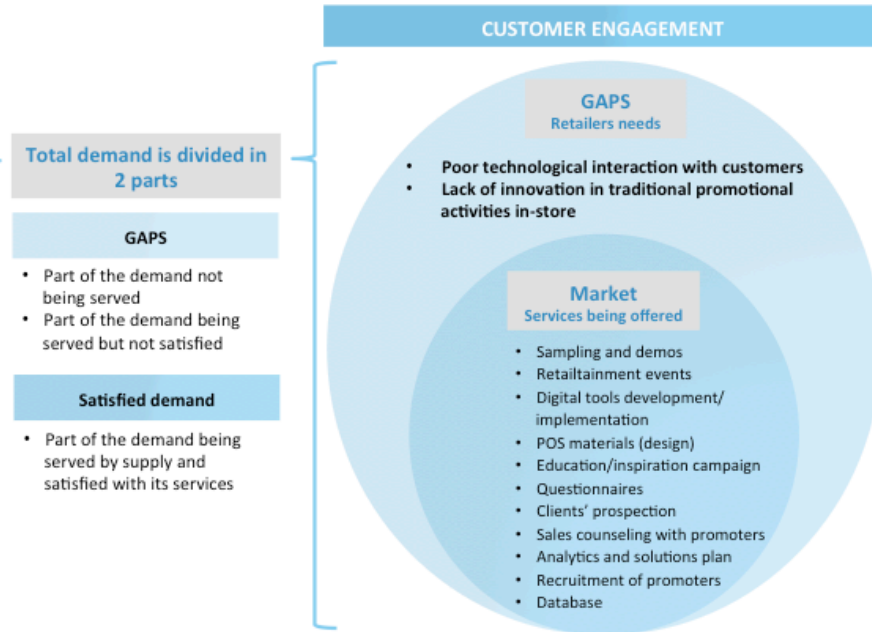 CUSTOMER ENGAGEMENT
Total demand is divided in
2 parts
GAPS
• Part of the demand not
being served
• Part of the demand being
served but not satisfied
Satisfied demand
• Part of the demand being
served by supply and
satisfied with its services
GAPS
Retailers needs
• Poor technological interaction with customers
• Lack of innovation in traditional promotional
activities in-store
Market
Services being offered
• Sampling and demos
• Retailtainment events
• Digital tools development/
implementation
• POS materials (design)
• Education/inspiration campaign
• Questionnaires
• Clients' prospection
• Sales counseling with promoters
• Analytics and solutions plan
• Recruitment of promoters
• Database